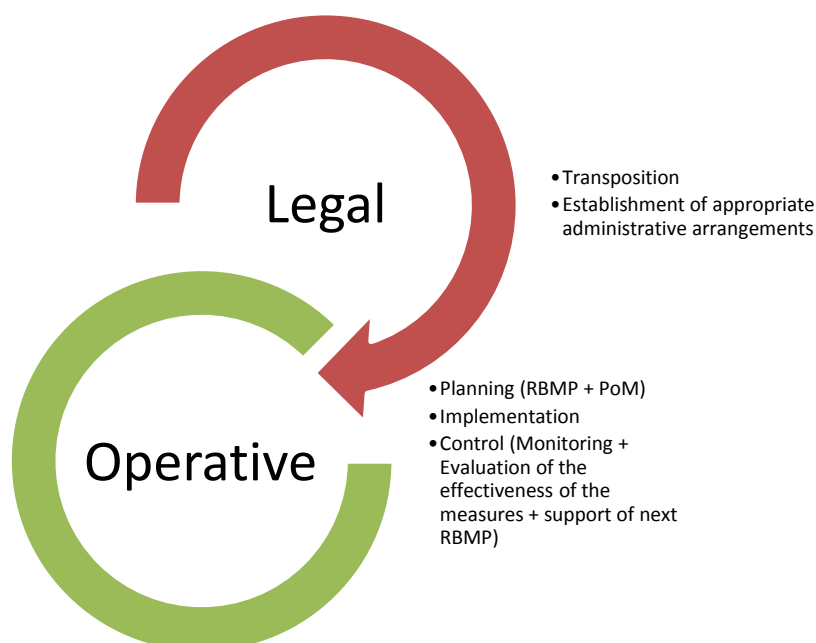 Legal
•Transposition
•Establishment of appropriate
administrative arrangements
Operative
•Planning (RBMP + PoM)
•Implementation
•Control (Monitoring +
Evaluation of the
effectiveness of the
measures + support of next
RBMP)